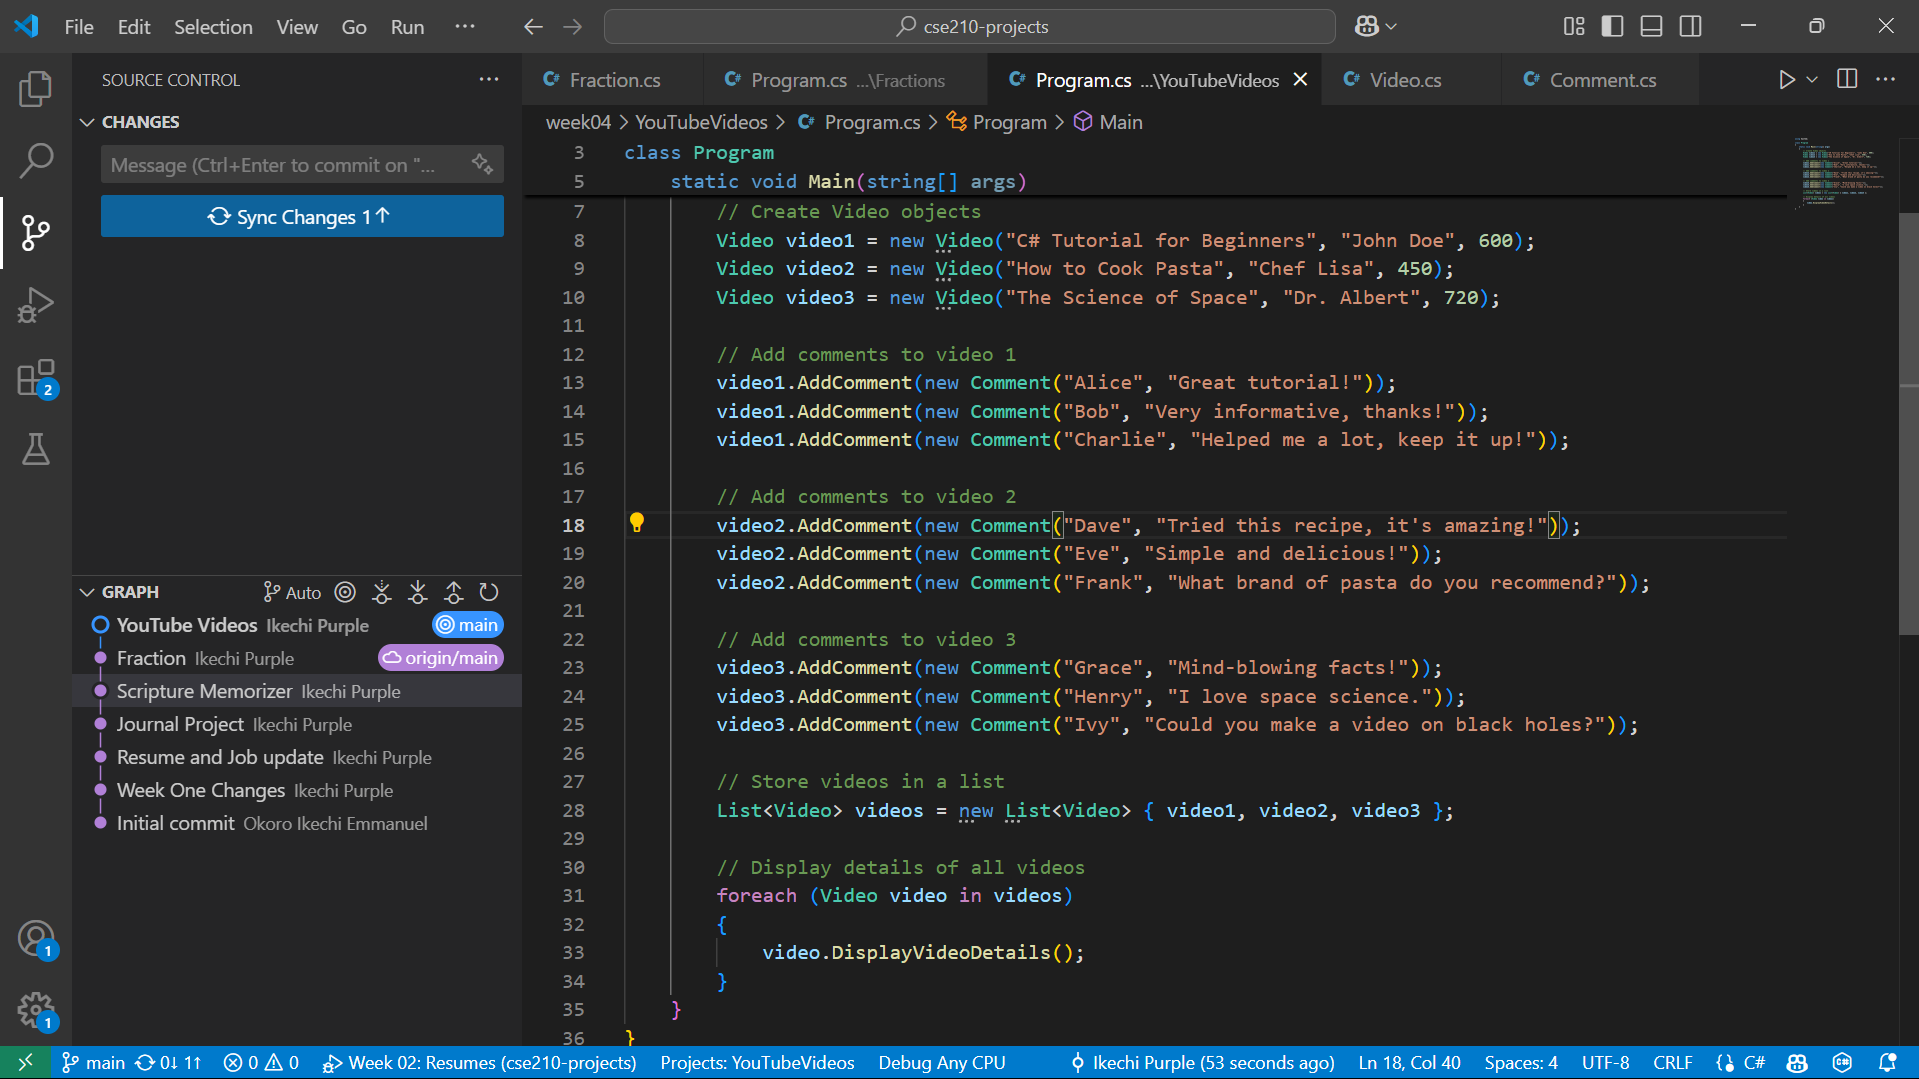 File Edit Selection View Go Run ··· cse210-projects
SOURCE CONTROL
CHANGES
Message (Ctrl+Enter to commit on "...
Sync Changes 1↑
2
GRAPH Auto
YouTube Videos Ikechi Purple main
Fraction Ikechi Purple origin/main
Scripture Memorizer Ikechi Purple
Journal Project Ikechi Purple
Resume and Job update Ikechi Purple
Week One Changes Ikechi Purple
Initial commit Okoro Ikechi Emmanuel
1
1
Fraction.cs Program.cs ...\Fractions Program.cs ...\YouTubeVideos Video.cs Comment.cs
week04 > YouTubeVideos > Program.cs > Program > Main
3 class Program
5 static void Main(string[] args)
7 // Create Video objects
8 Video video1 = new Video("C# Tutorial for Beginners", "John Doe", 600);
9 Video video2 = new Video("How to Cook Pasta", "Chef Lisa", 450);
10 Video video3 = new Video("The Science of Space", "Dr. Albert", 720);
11
12 // Add comments to video 1
13 video1.AddComment(new Comment("Alice", "Great tutorial!"));
14 video1.AddComment(new Comment("Bob", "Very informative, thanks!"));
15 video1.AddComment(new Comment("Charlie", "Helped me a lot, keep it up!"));
16
17 // Add comments to video 2
18 video2.AddComment(new Comment("Dave", "Tried this recipe, it's amazing!"));
19 video2.AddComment(new Comment("Eve", "Simple and delicious!"));
20 video2.AddComment(new Comment("Frank", "What brand of pasta do you recommend?"));
21
22 // Add comments to video 3
23 video3.AddComment(new Comment("Grace", "Mind-blowing facts!"));
24 video3.AddComment(new Comment("Henry", "I love space science."));
25 video3.AddComment(new Comment("Ivy", "Could you make a video on black holes?"));
26
27 // Store videos in a list
28 List<Video> videos = new List<Video> { video1, video2, video3 };
29
30 // Display details of all videos
31 foreach (Video video in videos)
32 {
33 video.DisplayVideoDetails();
34 }
35 }
36 }
main 0↓ 1↑ 0 0 Week 02: Resumes (cse210-projects) Projects: YouTubeVideos Debug Any CPU Ikechi Purple (53 seconds ago) Ln 18, Col 40 Spaces: 4 UTF-8 CRLF C#